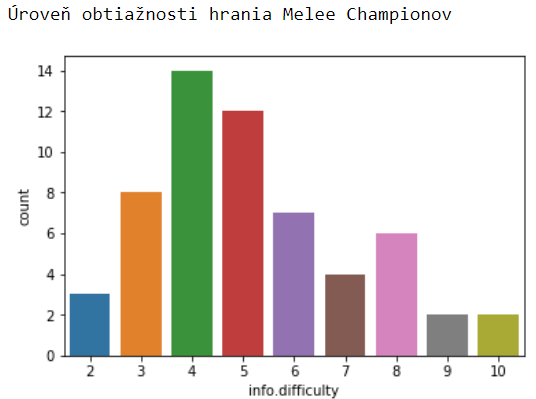 Úroveň obtiažnosti hrania Melee Championov
14
12
10
8
6
4
2
0
count
2 3 4 5 6 7 8 9 10
info.difficulty